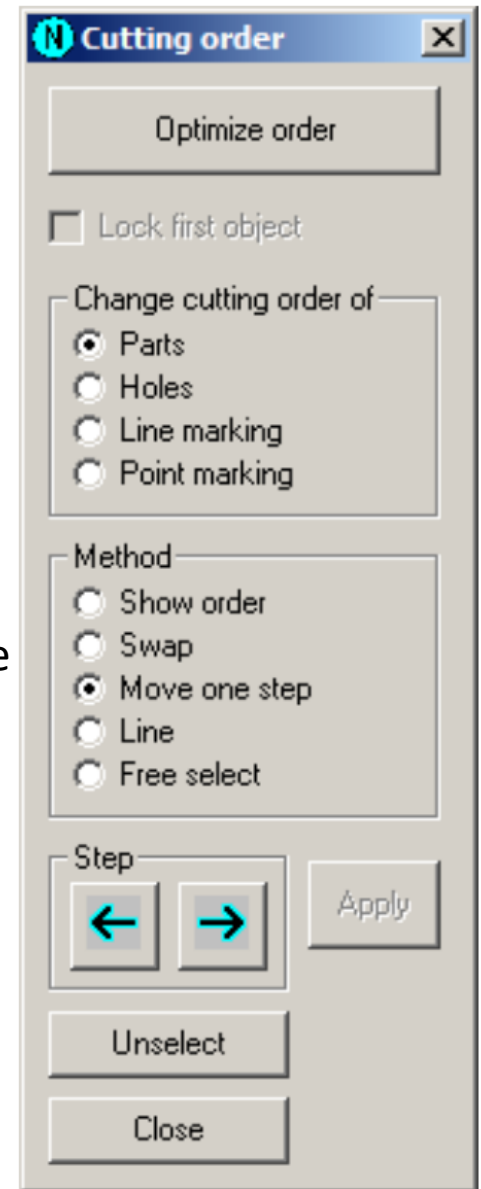 N Cutting order
Optimize order
Lock first object
Change cutting order of
Parts
Holes
Line marking
Point marking
Method
Show order
Swap
e
Move one step
Line
Free select
Step
Apply
Unselect
Close